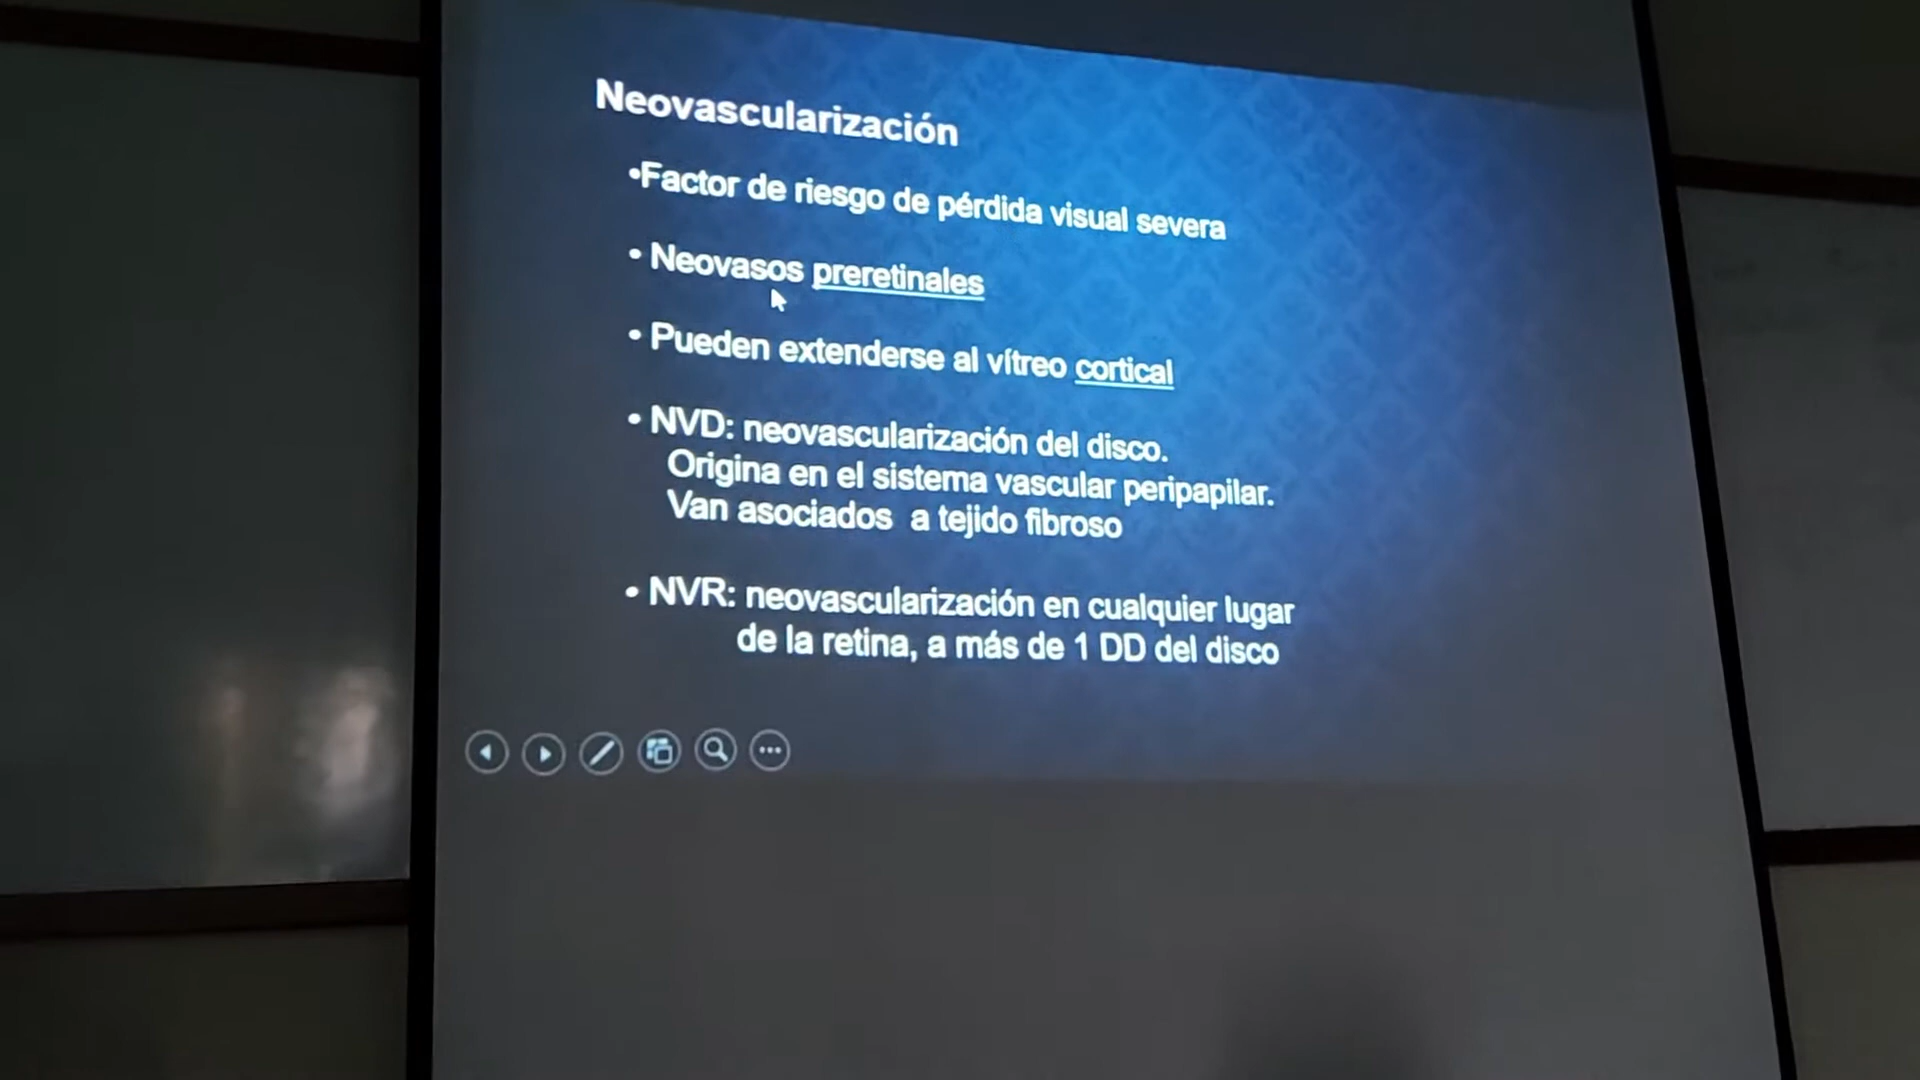 Neovascularización
•Factor de riesgo de pérdida visual severa
• Neovasos preretinales
• Pueden extenderse al vítreo cortical
• NVD: neovascularización del disco.
Origina en el sistema vascular peripapilar.
Van asociados a tejido fibroso
• NVR: neovascularización en cualquier lugar
de la retina, a más de 1 DD del disco